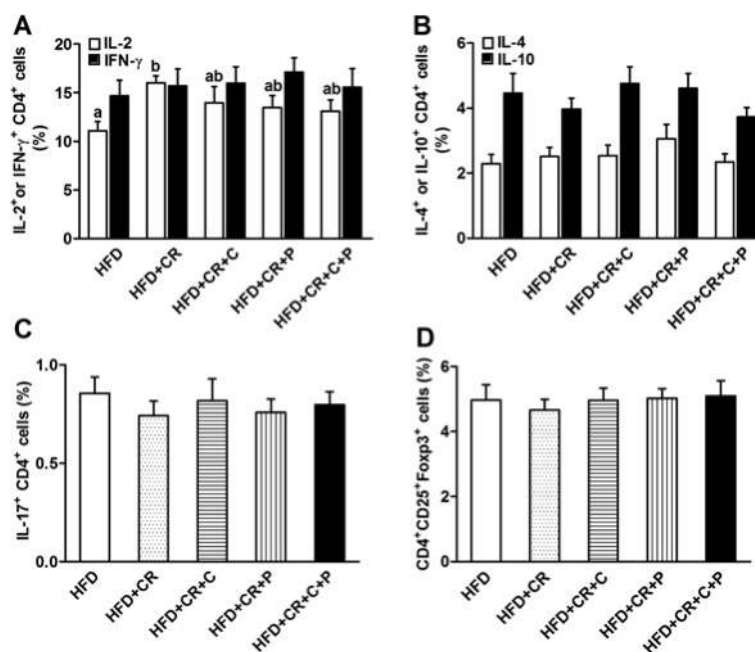 A
IL-2
IFN-γ
IL-2⁺or IFN-γ⁺ CD4⁺ cells
(%)
20
15
10
5
0
a
b
ab
ab
ab
HFD
HFD+CR
HFD+CR+C
HFD+CR+P
HFD+CR+C+P
B
IL-4
IL-10
IL-4⁺ or IL-10⁺ CD4⁺ cells
(%)
6
4
2
0
HFD
HFD+CR
HFD+CR+C
HFD+CR+P
HFD+CR+C+P
C
IL-17⁺ CD4⁺ cells (%)
1.0
0.5
0.0
HFD
HFD+CR
HFD+CR+C
HFD+CR+P
HFD+CR+C+P
D
CD4⁺CD25⁺Foxp3⁺ cells (%)
6
4
2
0
HFD
HFD+CR
HFD+CR+C
HFD+CR+P
HFD+CR+C+P